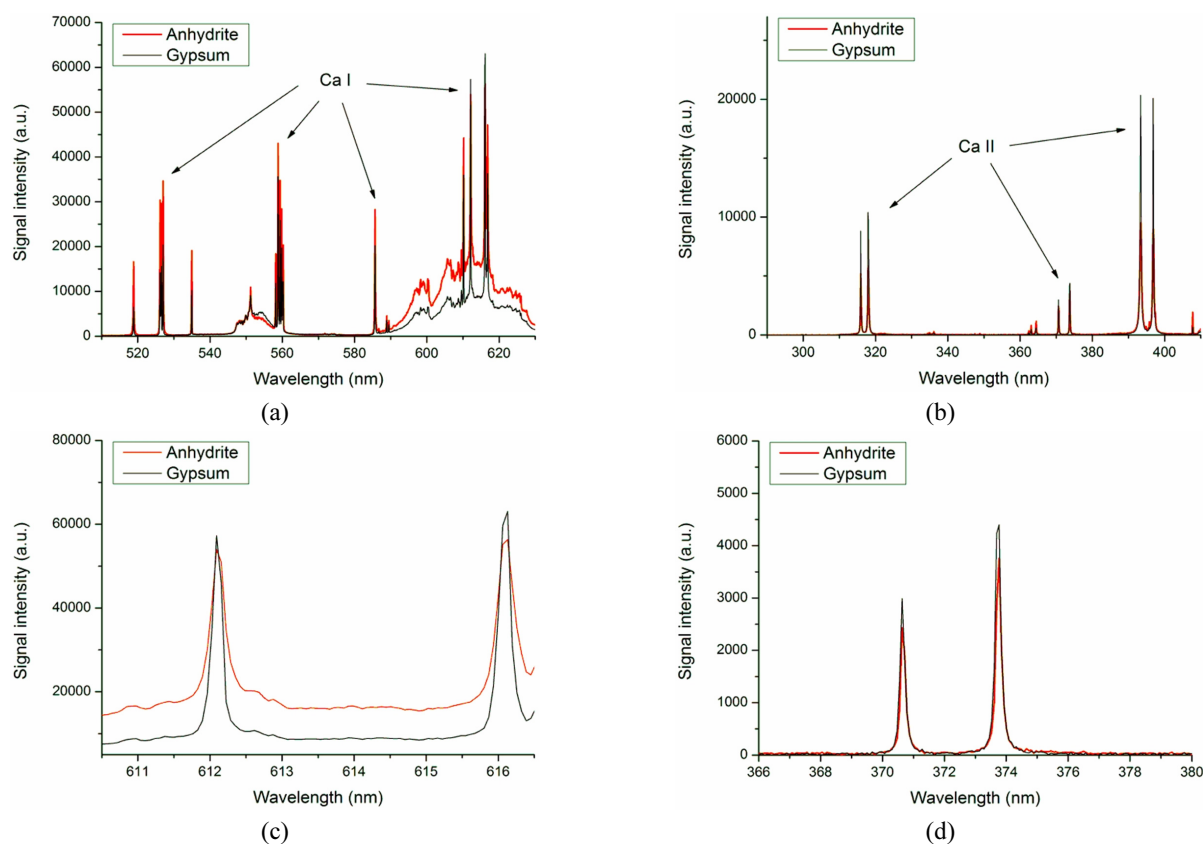 70000
60000
50000
40000
30000
20000
10000
0
Signal intensity (a.u.)
Anhydrite
Gypsum
Ca I
520 540 560 580 600 620
Wavelength (nm)
(a)
20000
10000
0
Signal intensity (a.u.)
Anhydrite
Gypsum
Ca II
300 320 340 360 380 400
Wavelength (nm)
(b)
80000
60000
40000
20000
Signal intensity (a.u.)
Anhydrite
Gypsum
611 612 613 614 615 616
Wavelength (nm)
(c)
6000
5000
4000
3000
2000
1000
0
Signal intensity (a.u.)
Anhydrite
Gypsum
366 368 370 372 374 376 378 380
Wavelength (nm)
(d)